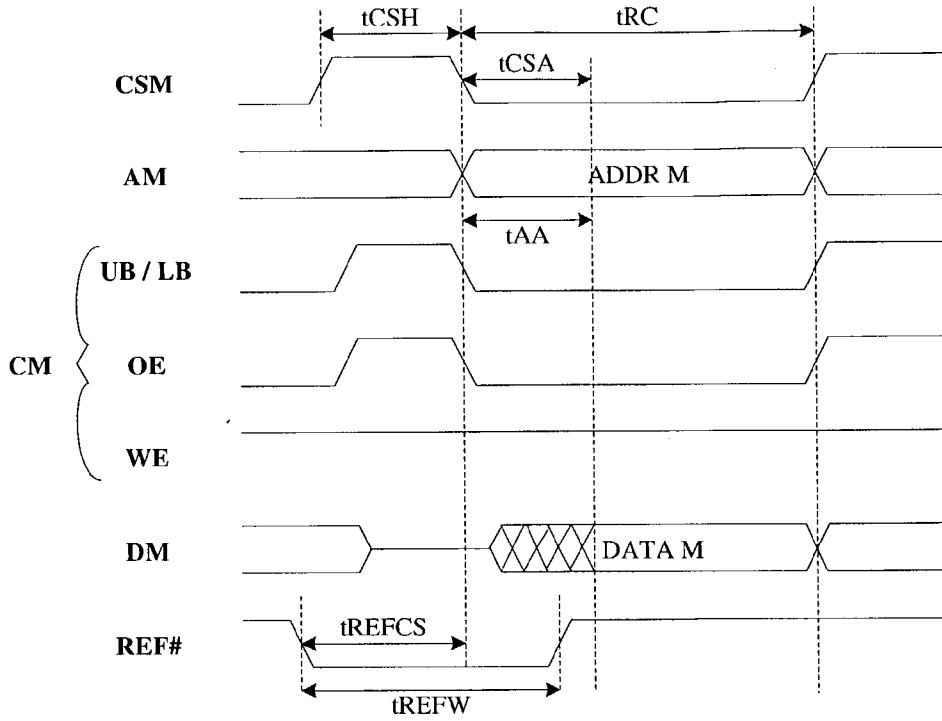 tCSH tRC
CSM tCSA
AM ADDR M
tAA
UB / LB
CM OE
WE
DM DATA M
tREFCS
REF#
tREFW